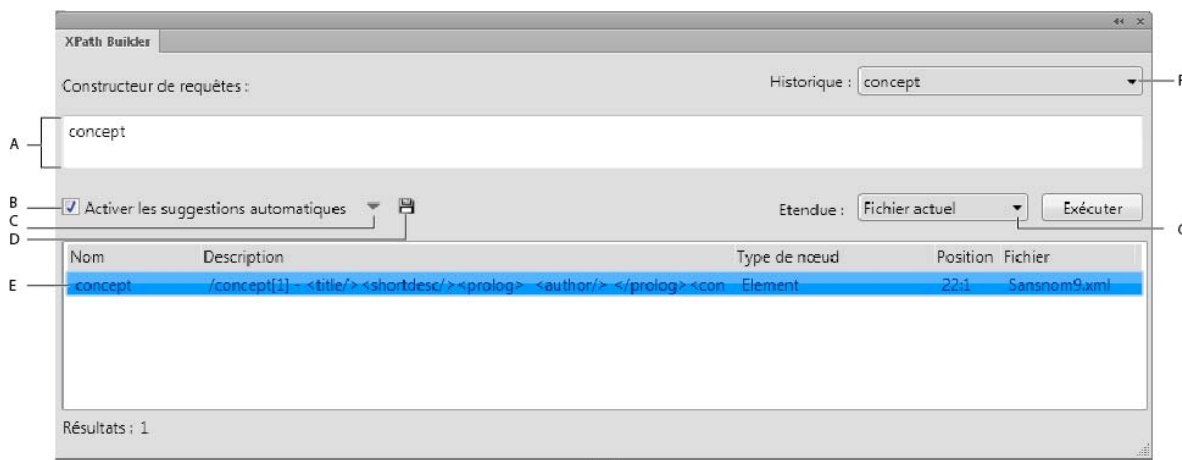 XPath Builder
Constructeur de requêtes :
Historique : concept
F
A
concept
B
Activer les suggestions automatiques
Etendue : Fichier actuel Exécuter
C
D
Nom Description Type de nœud Position Fichier
E
concept /concept[1] - <title/><shortdesc/><prolog> <author/> </prolog> <con Element 22:1 Sansnom9.xml
Résultats : 1